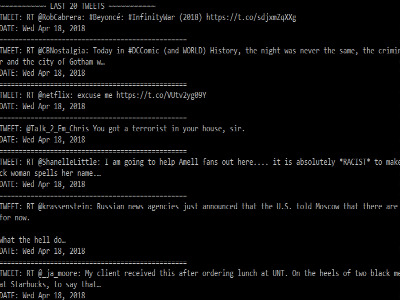 ============ LAST 20 TWEETS ============
TWEET: RT @RobCabrera: #Beyoncé: #InfinityWar (2018) https://t.co/sdjxmZqXXg
DATE: Wed Apr 18, 2018
================================================
TWEET: RT @CBNostalgia: Today in #DCComic (and WORLD) History, the night was never the same, the crimin
r and the city of Gotham w…
DATE: Wed Apr 18, 2018
================================================
TWEET: RT @netflix: excuse me https://t.co/VUtv2yg09Y
DATE: Wed Apr 18, 2018
================================================
TWEET: @Talk_2_Em_Chris You got a terrorist in your house, sir.
DATE: Wed Apr 18, 2018
================================================
TWEET: RT @ShanelleLittle: I am going to help Amell fans out here.... it is absolutely *RACIST* to make
ck woman spells her name.…
DATE: Wed Apr 18, 2018
================================================
TWEET: RT @krassenstein: Russian news agencies just announced that the U.S. told Moscow that there are
for now.
What the hell do…
DATE: Wed Apr 18, 2018
================================================
TWEET: RT @_ja_moore: My client received this after ordering lunch at UNT. On the heels of two black me
at Starbucks, to say that…
DATE: Wed Apr 18, 2018